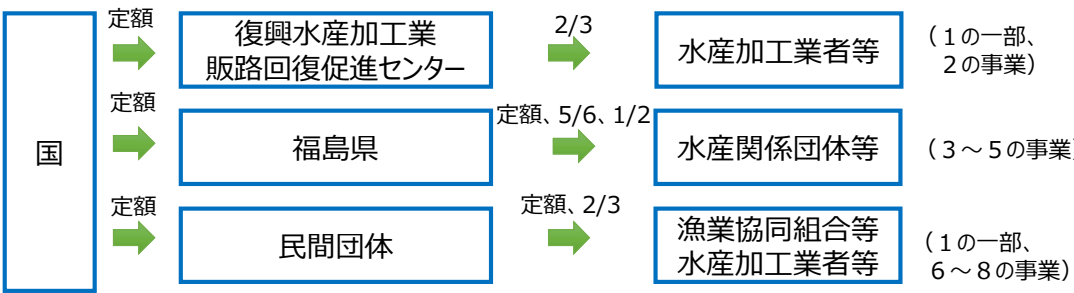 国
定額
復興水産加工業
販路回復促進センター
2/3
水産加工業者等
（１の一部、
２の事業）
定額
福島県
定額、5/6、1/2
水産関係団体等
（３～５の事業）
定額
民間団体
定額、2/3
漁業協同組合等
水産加工業者等
（１の一部、
６～８の事業）